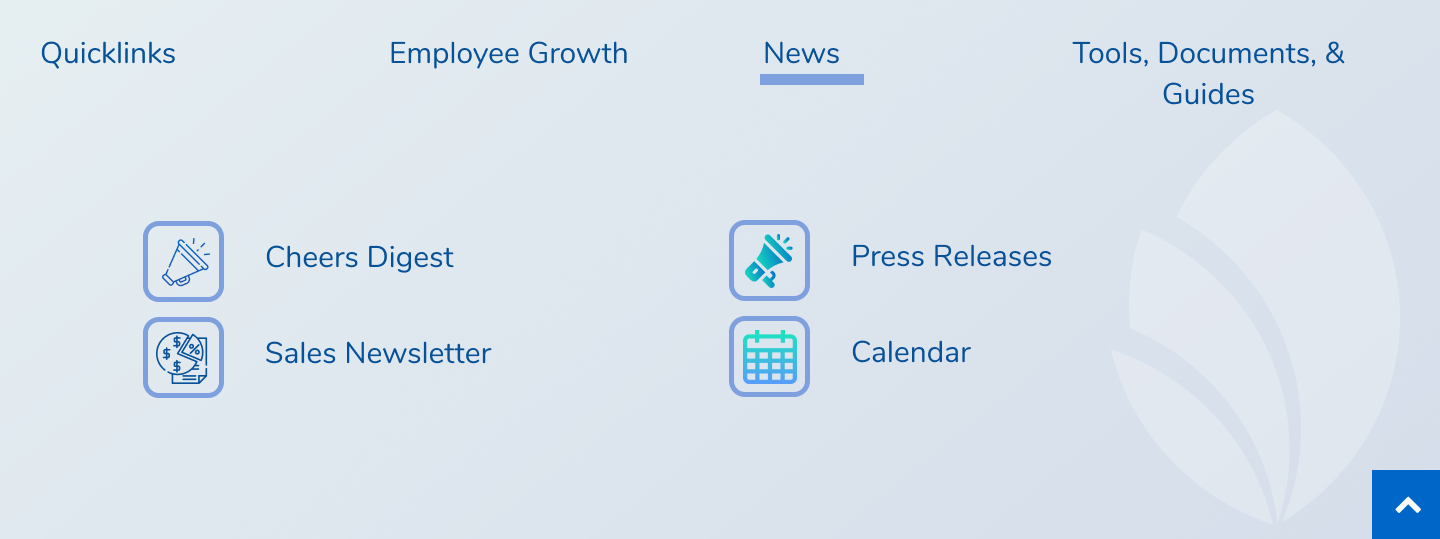 Quicklinks
Employee Growth
News
Tools, Documents, &
Guides
Cheers Digest
Press Releases
Sales Newsletter
Calendar